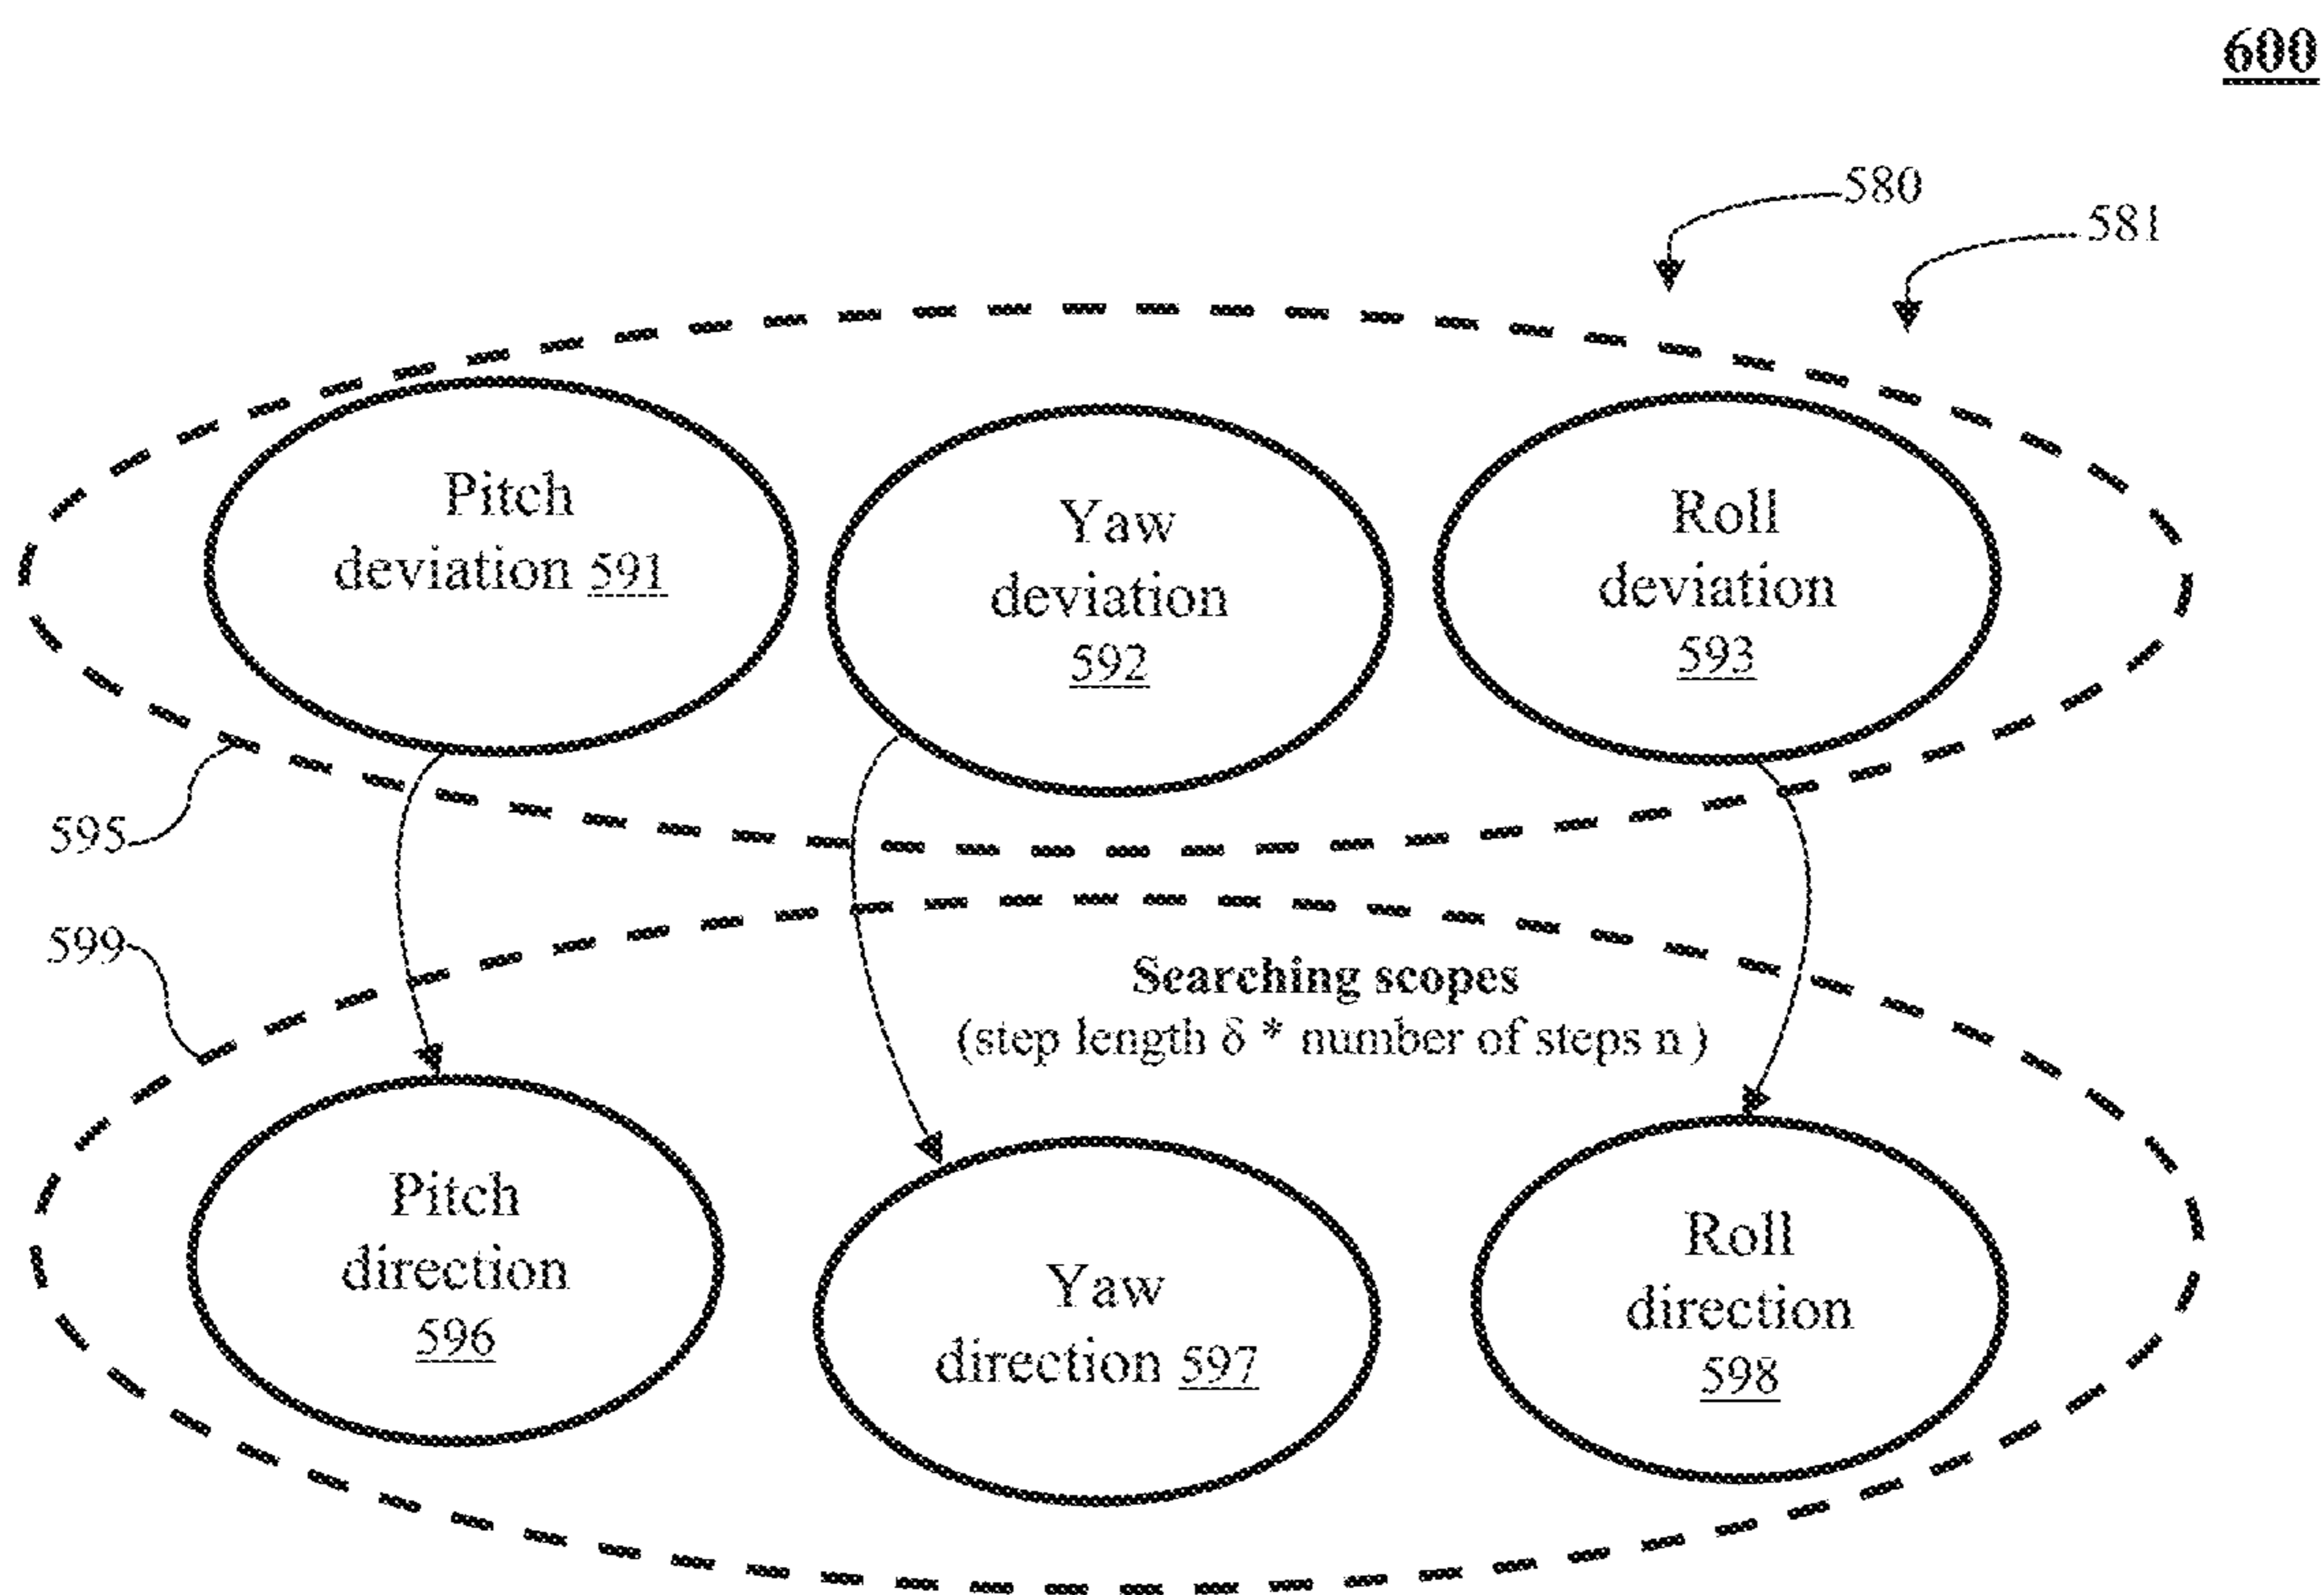 600
580
581
Pitch
deviation 591
Yaw
deviation
592
Roll
deviation
593
595
599
Searching scopes
(step length δ * number of steps n)
Pitch
direction
596
Yaw
direction 597
Roll
direction
598